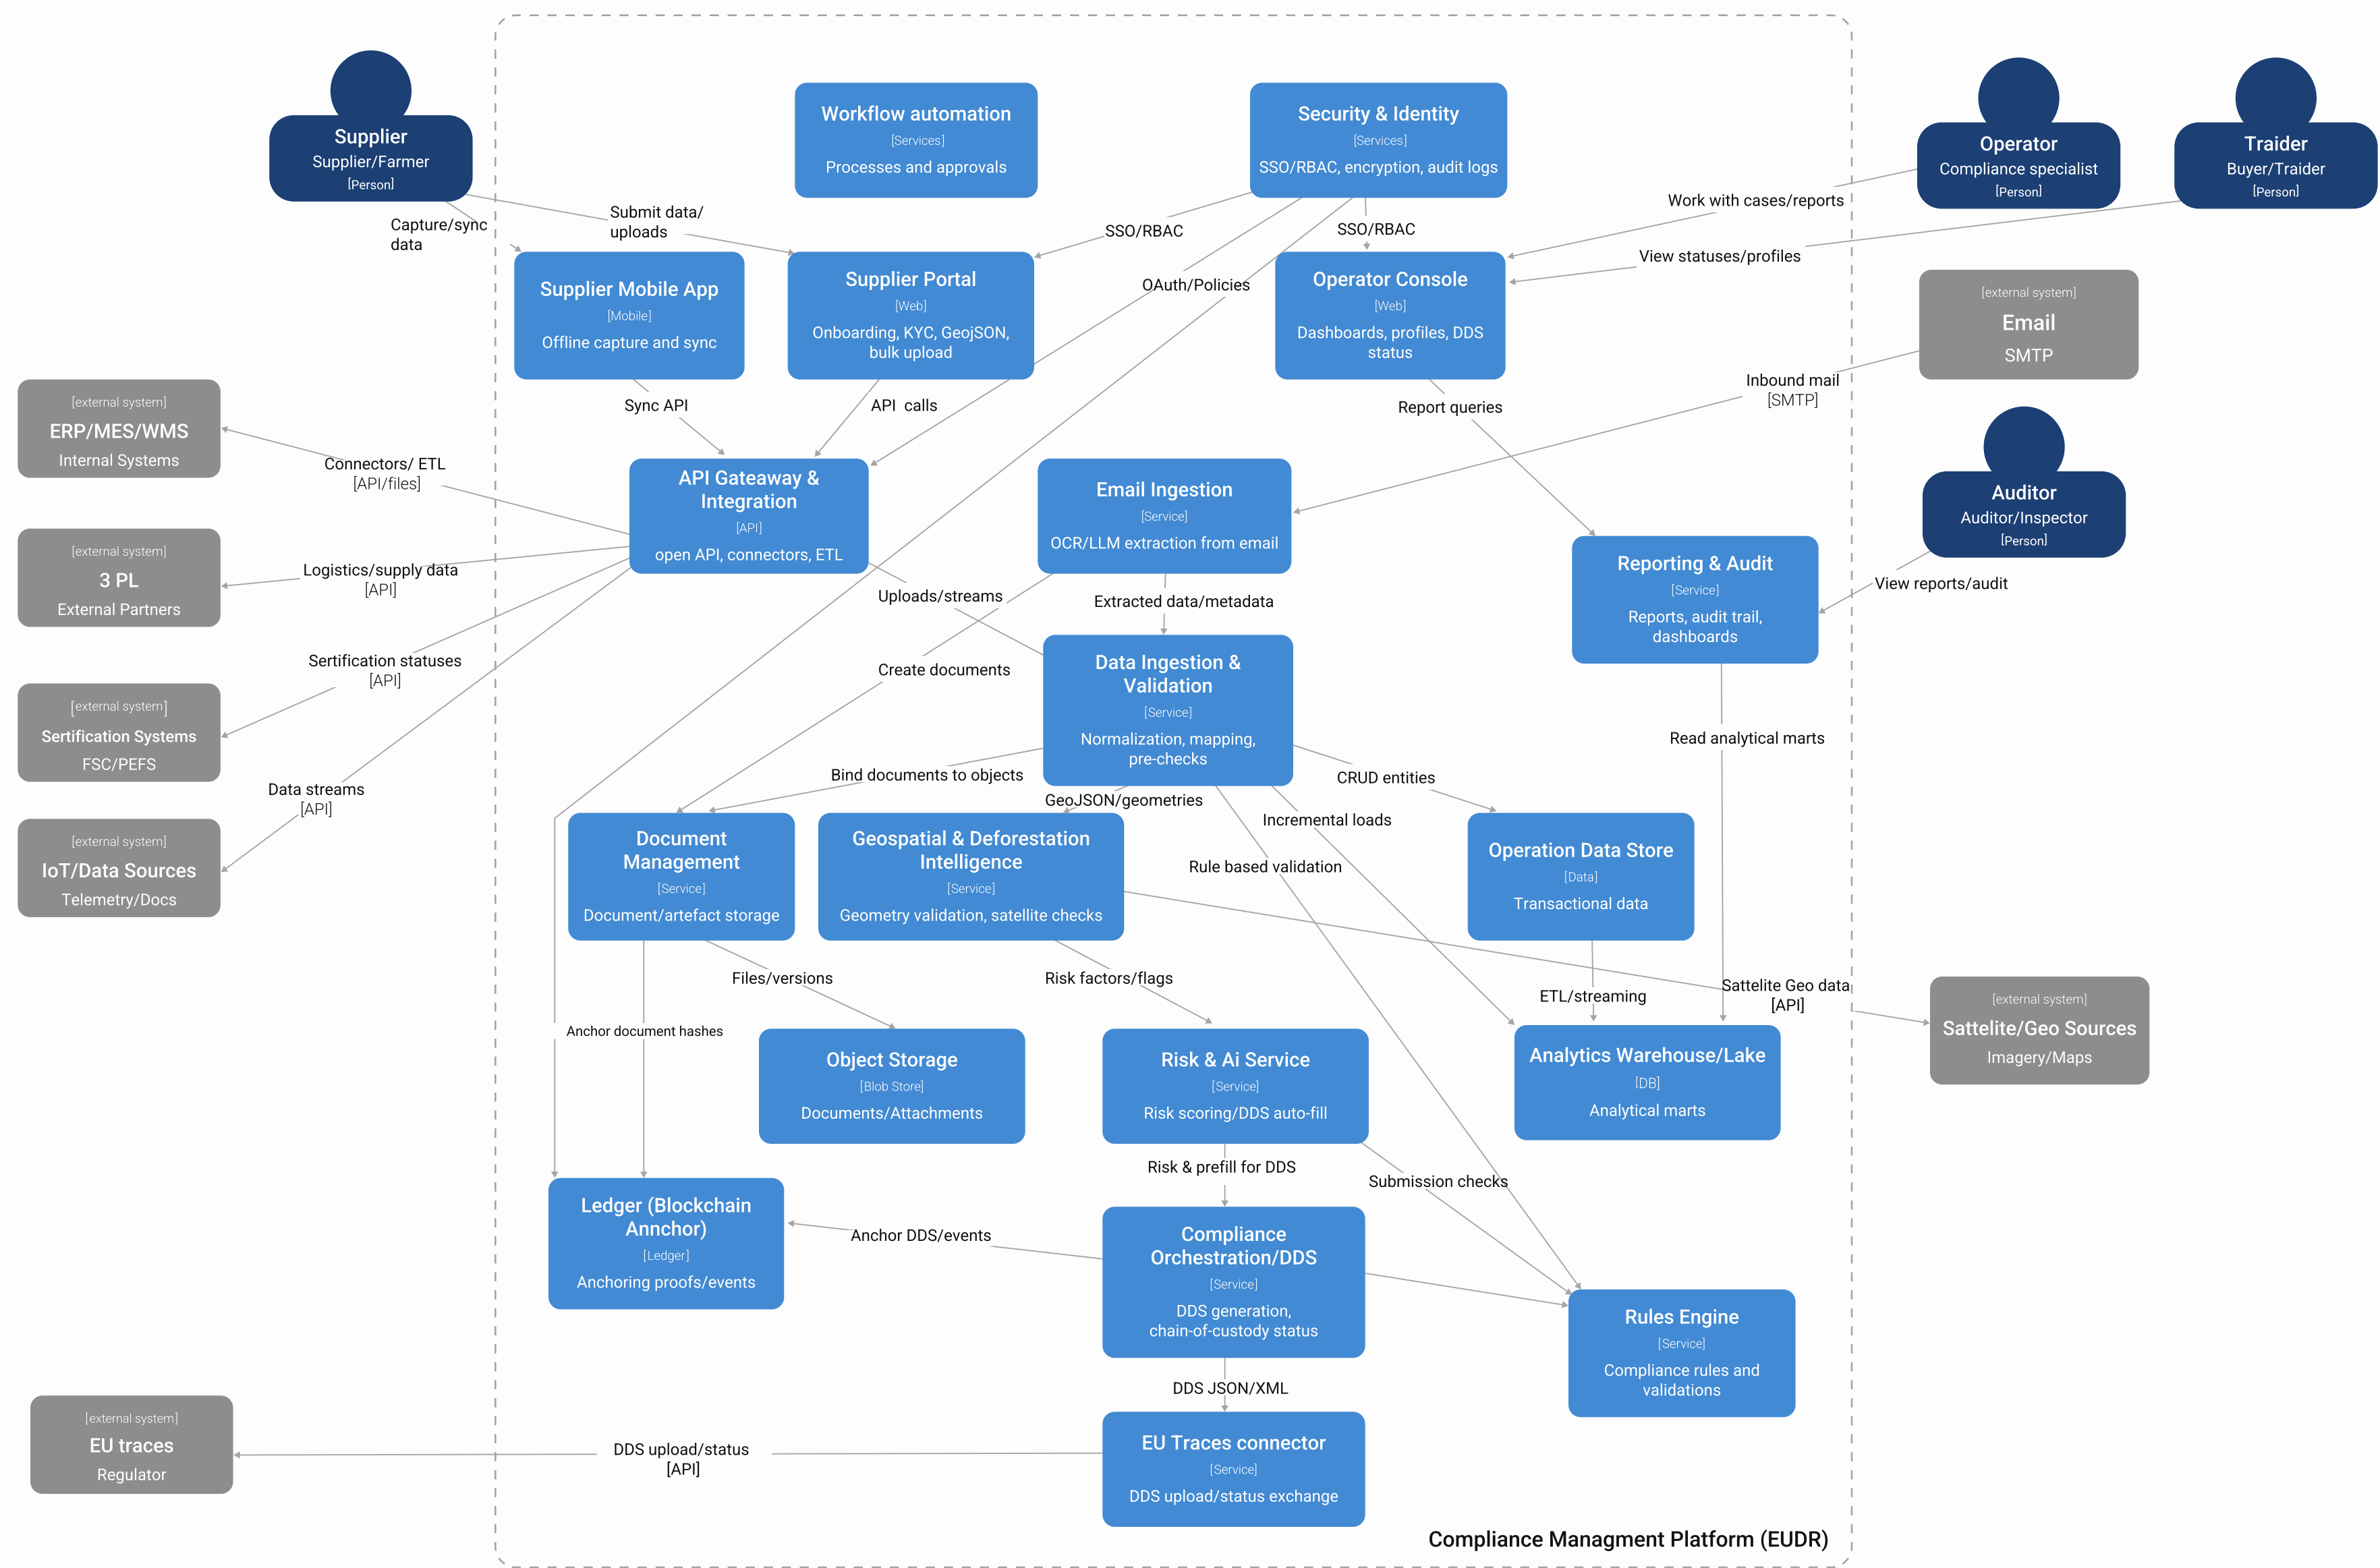 Supplier
Supplier/Farmer
[Person]
Workflow automation
[Services]
Processes and approvals
Security & Identity
[Services]
SSO/RBAC, encryption, audit logs
Operator
Compliance specialist
[Person]
Traider
Buyer/Traider
[Person]
Capture/sync
data
Submit data/
uploads
SSO/RBAC
SSO/RBAC
Work with cases/reports
View statuses/profiles
OAuth/Policies
Supplier Mobile App
[Mobile]
Offline capture and sync
Supplier Portal
[Web]
Onboarding, KYC, GeojSON,
bulk upload
Operator Console
[Web]
Dashboards, profiles, DDS
status
[external system]
Email
SMTP
Inbound mail
[SMTP]
Sync API
API calls
Report queries
[external system]
ERP/MES/WMS
Internal Systems
Connectors/ ETL
[API/files]
API Gateaway &
Integration
[API]
open API, connectors, ETL
Email Ingestion
[Service]
OCR/LLM extraction from email
Auditor
Auditor/Inspector
[Person]
View reports/audit
Reporting & Audit
[Service]
Reports, audit trail,
dashboards
[external system]
3 PL
External Partners
Logistics/supply data
[API]
Uploads/streams
Extracted data/metadata
Create documents
Data Ingestion &
Validation
[Service]
Normalization, mapping,
pre-checks
Sertification statuses
[API]
[external system]
Sertification Systems
FSC/PEFS
Read analytical marts
Bind documents to objects
GeoJSON/geometries
CRUD entities
Incremental loads
Rule based validation
Data streams
[API]
[external system]
IoT/Data Sources
Telemetry/Docs
Document
Management
[Service]
Document/artefact storage
Geospatial & Deforestation
Intelligence
[Service]
Geometry validation, satellite checks
Operation Data Store
[Data]
Transactional data
Files/versions
Risk factors/flags
ETL/streaming
Sattelite Geo data
[API]
[external system]
Sattelite/Geo Sources
Imagery/Maps
Anchor document hashes
Object Storage
[Blob Store]
Documents/Attachments
Risk & Ai Service
[Service]
Risk scoring/DDS auto-fill
Analytics Warehouse/Lake
[DB]
Analytical marts
Risk & prefill for DDS
Submission checks
Ledger (Blockchain
Annchor)
[Ledger]
Anchoring proofs/events
Anchor DDS/events
Compliance
Orchestration/DDS
[Service]
DDS generation,
chain-of-custody status
Rules Engine
[Service]
Compliance rules and
validations
DDS JSON/XML
[external system]
EU traces
Regulator
DDS upload/status
[API]
EU Traces connector
[Service]
DDS upload/status exchange
Compliance Managment Platform (EUDR)